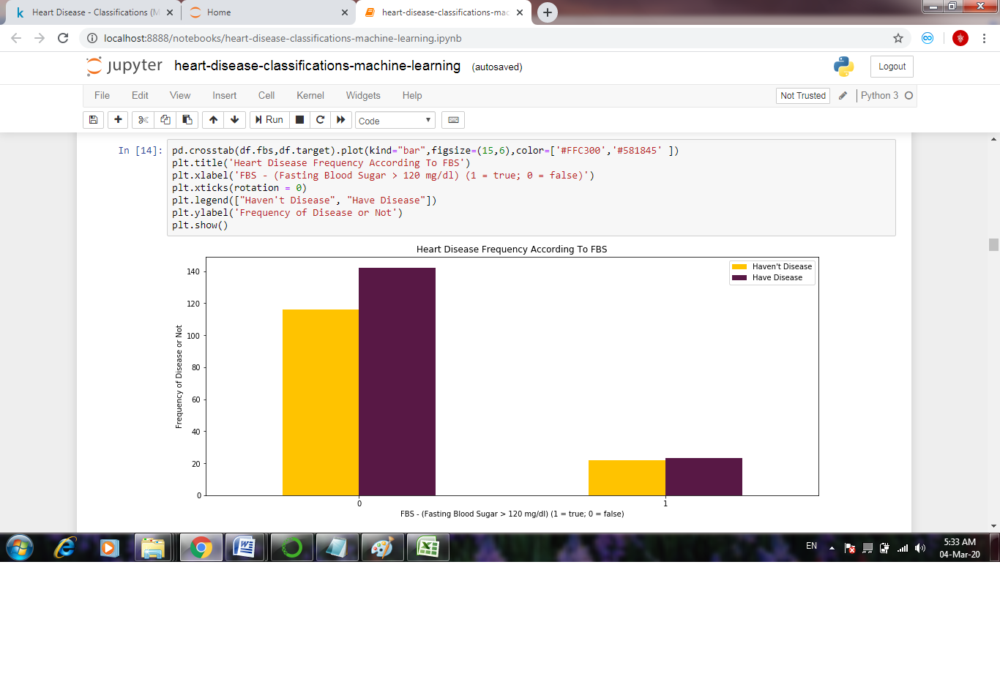 k Heart Disease - Classifications (M
Home
heart-disease-classifications-mac
localhost:8888/notebooks/heart-disease-classifications-machine-learning.ipynb
jupyter heart-disease-classifications-machine-learning (autosaved)
Logout
File Edit View Insert Cell Kernel Widgets Help
Not Trusted
Python 3
Run
Code
In [14]:
pd.crosstab(df.fbs,df.target).plot(kind="bar",figsize=(15,6),color=['#FFC300','#581845' ])
plt.title('Heart Disease Frequency According To FBS')
plt.xlabel('FBS - (Fasting Blood Sugar > 120 mg/dl) (1 = true; 0 = false)')
plt.xticks(rotation = 0)
plt.legend(["Haven't Disease", "Have Disease"])
plt.ylabel('Frequency of Disease or Not')
plt.show()
Heart Disease Frequency According To FBS
Haven't Disease
Have Disease
Frequency of Disease or Not
140
120
100
80
60
40
20
0
0 1
FBS - (Fasting Blood Sugar > 120 mg/dl) (1 = true; 0 = false)
EN
5:33 AM
04-Mar-20